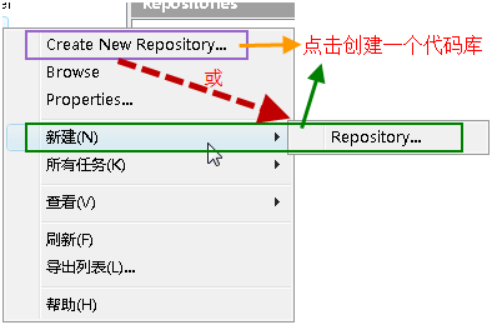 Repositories
Create New Repository...
点击创建一个代码库
Browse
或
Properties...
新建(N)
Repository...
所有任务(K)
查看(V)
刷新(F)
导出列表(L)...
帮助(H)